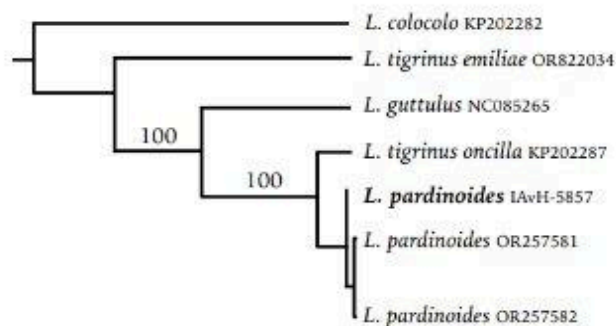 L. colocolo KP202282
L. tigrinus emiliae OR822034
L. guttulus NC085265
100
L. tigrinus oncilla KP202287
100
L. pardinoides IAvH-5857
L. pardinoides OR257581
L. pardinoides OR257582